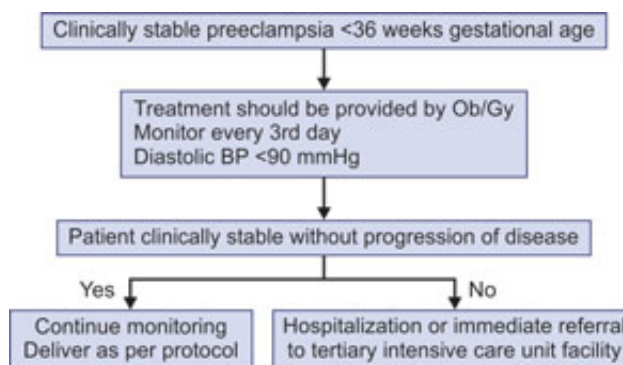 Clinically stable preeclampsia <36 weeks gestational age
Treatment should be provided by Ob/Gy
Monitor every 3rd day
Diastolic BP <90 mmHg
Patient clinically stable without progression of disease
Yes
No
Continue monitoring
Deliver as per protocol
Hospitalization or immediate referral
to tertiary intensive care unit facility